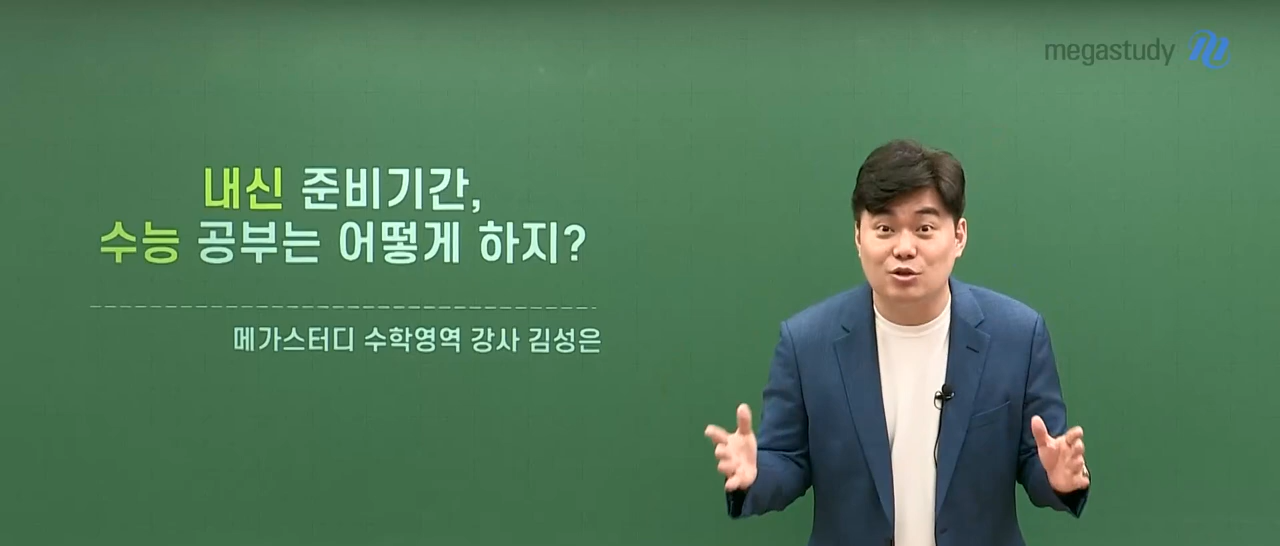 megastudy
내신 준비기간,
수능 공부는 어떻게 하지?
메가스터디 수학영역 강사 김성은